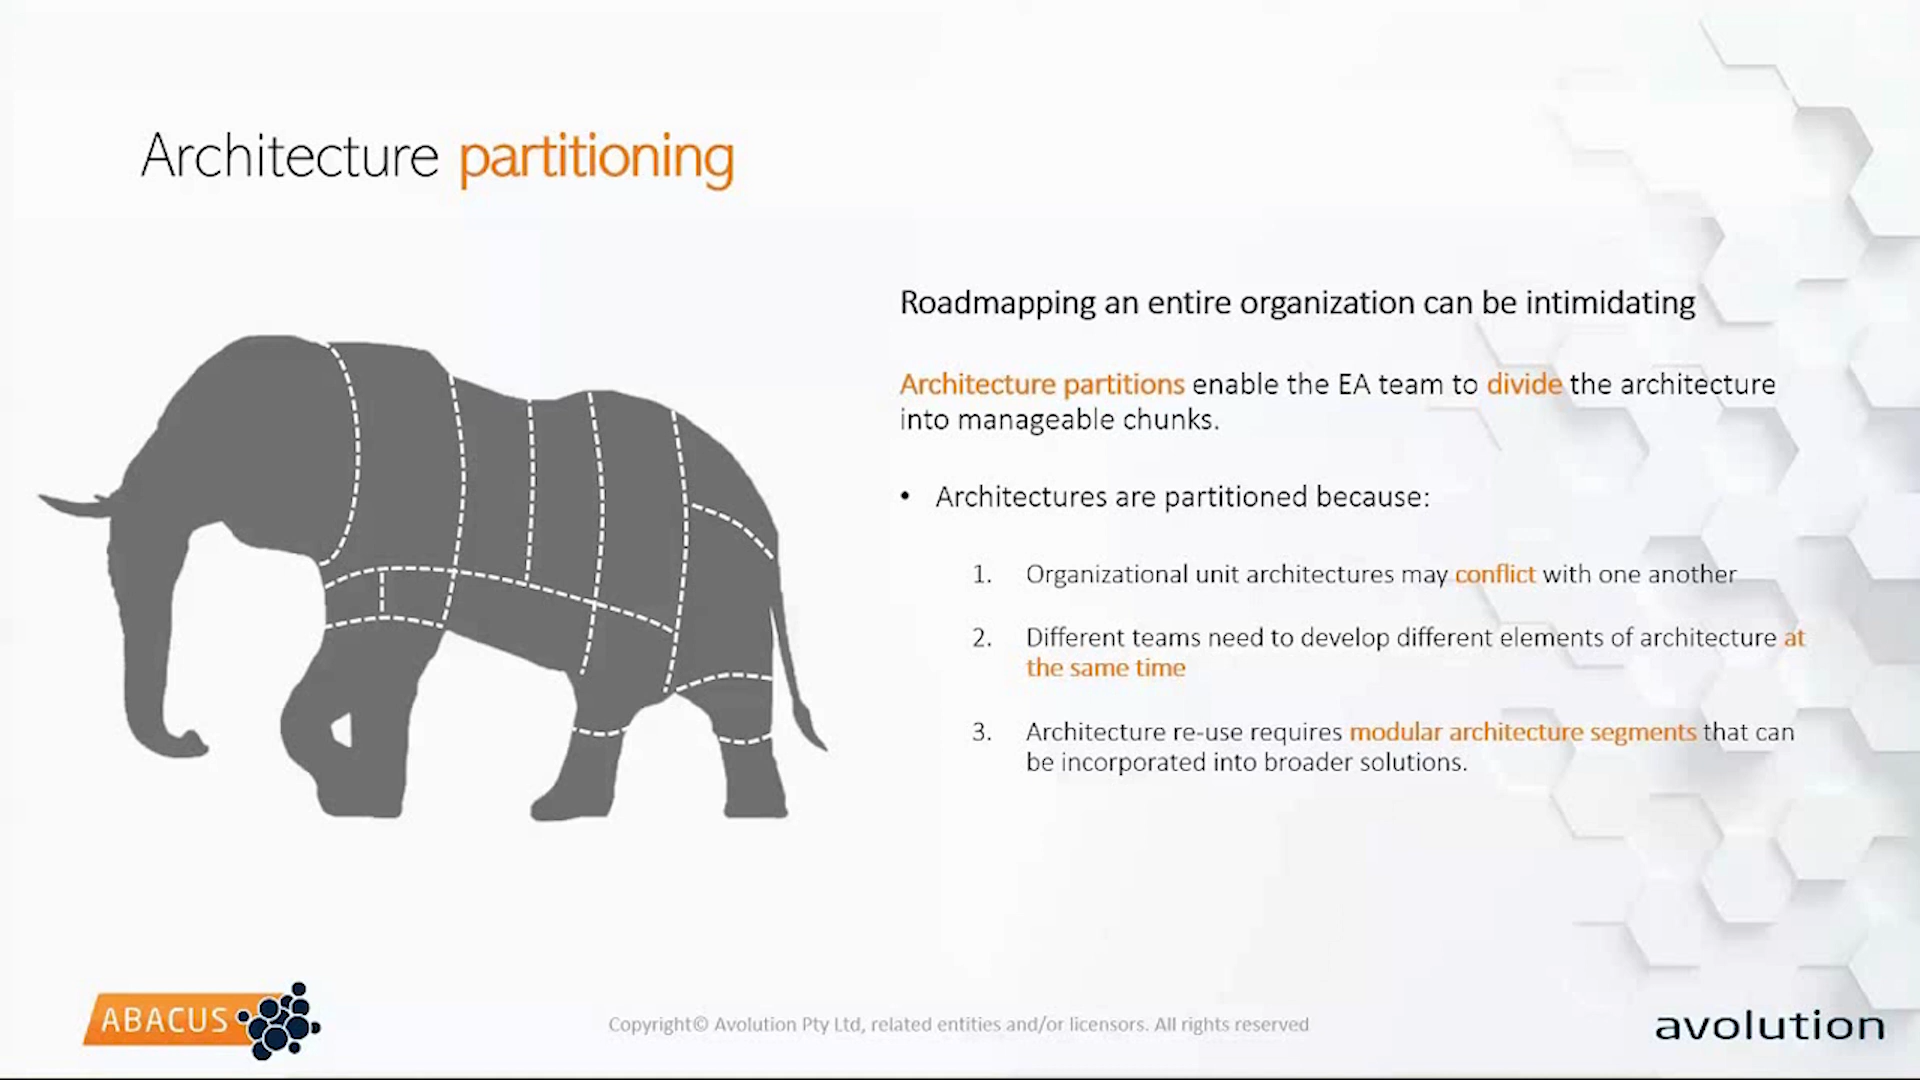 Architecture partitioning
Roadmapping an entire organization can be intimidating
Architecture partitions enable the EA team to divide the architecture
into manageable chunks.
• Architectures are partitioned because:
1. Organizational unit architectures may conflict with one another
2. Different teams need to develop different elements of architecture at
the same time
3. Architecture re-use requires modular architecture segments that can
be incorporated into broader solutions.
ABACUS
Copyright© Avolution Pty Ltd, related entities and/or licensors. All rights reserved
avolution